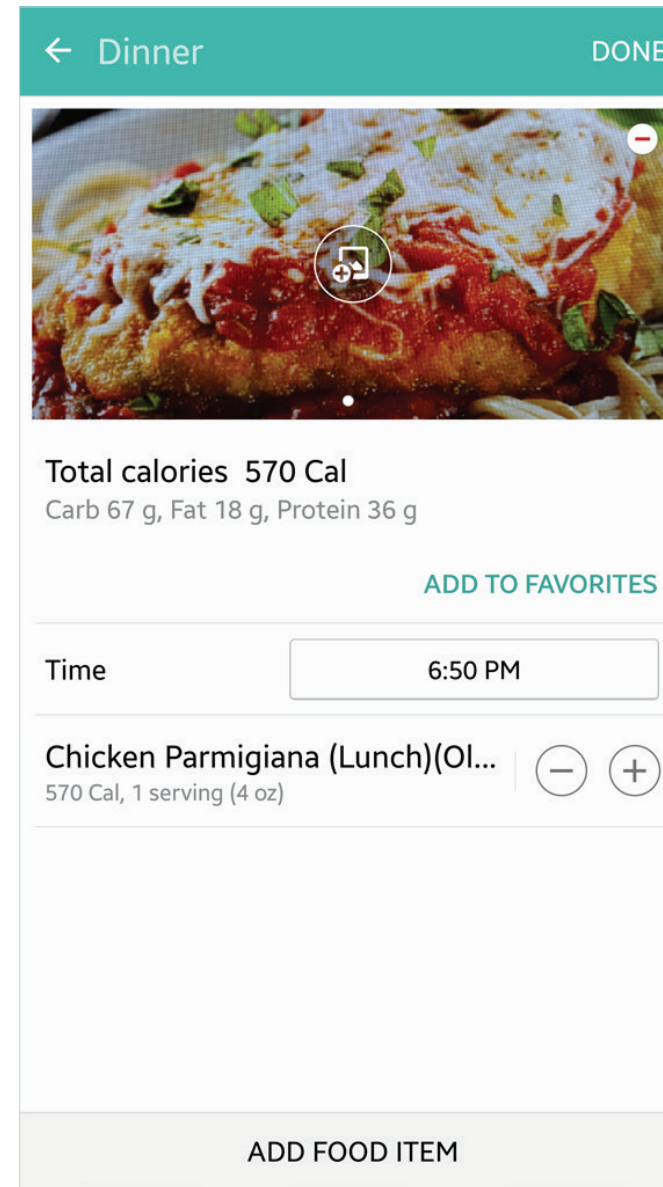 Dinner DONE
Total calories 570 Cal
Carb 67 g, Fat 18 g, Protein 36 g
ADD TO FAVORITES
Time 6:50 PM
Chicken Parmigiana (Lunch)(Ol...
570 Cal, 1 serving (4 oz)
ADD FOOD ITEM